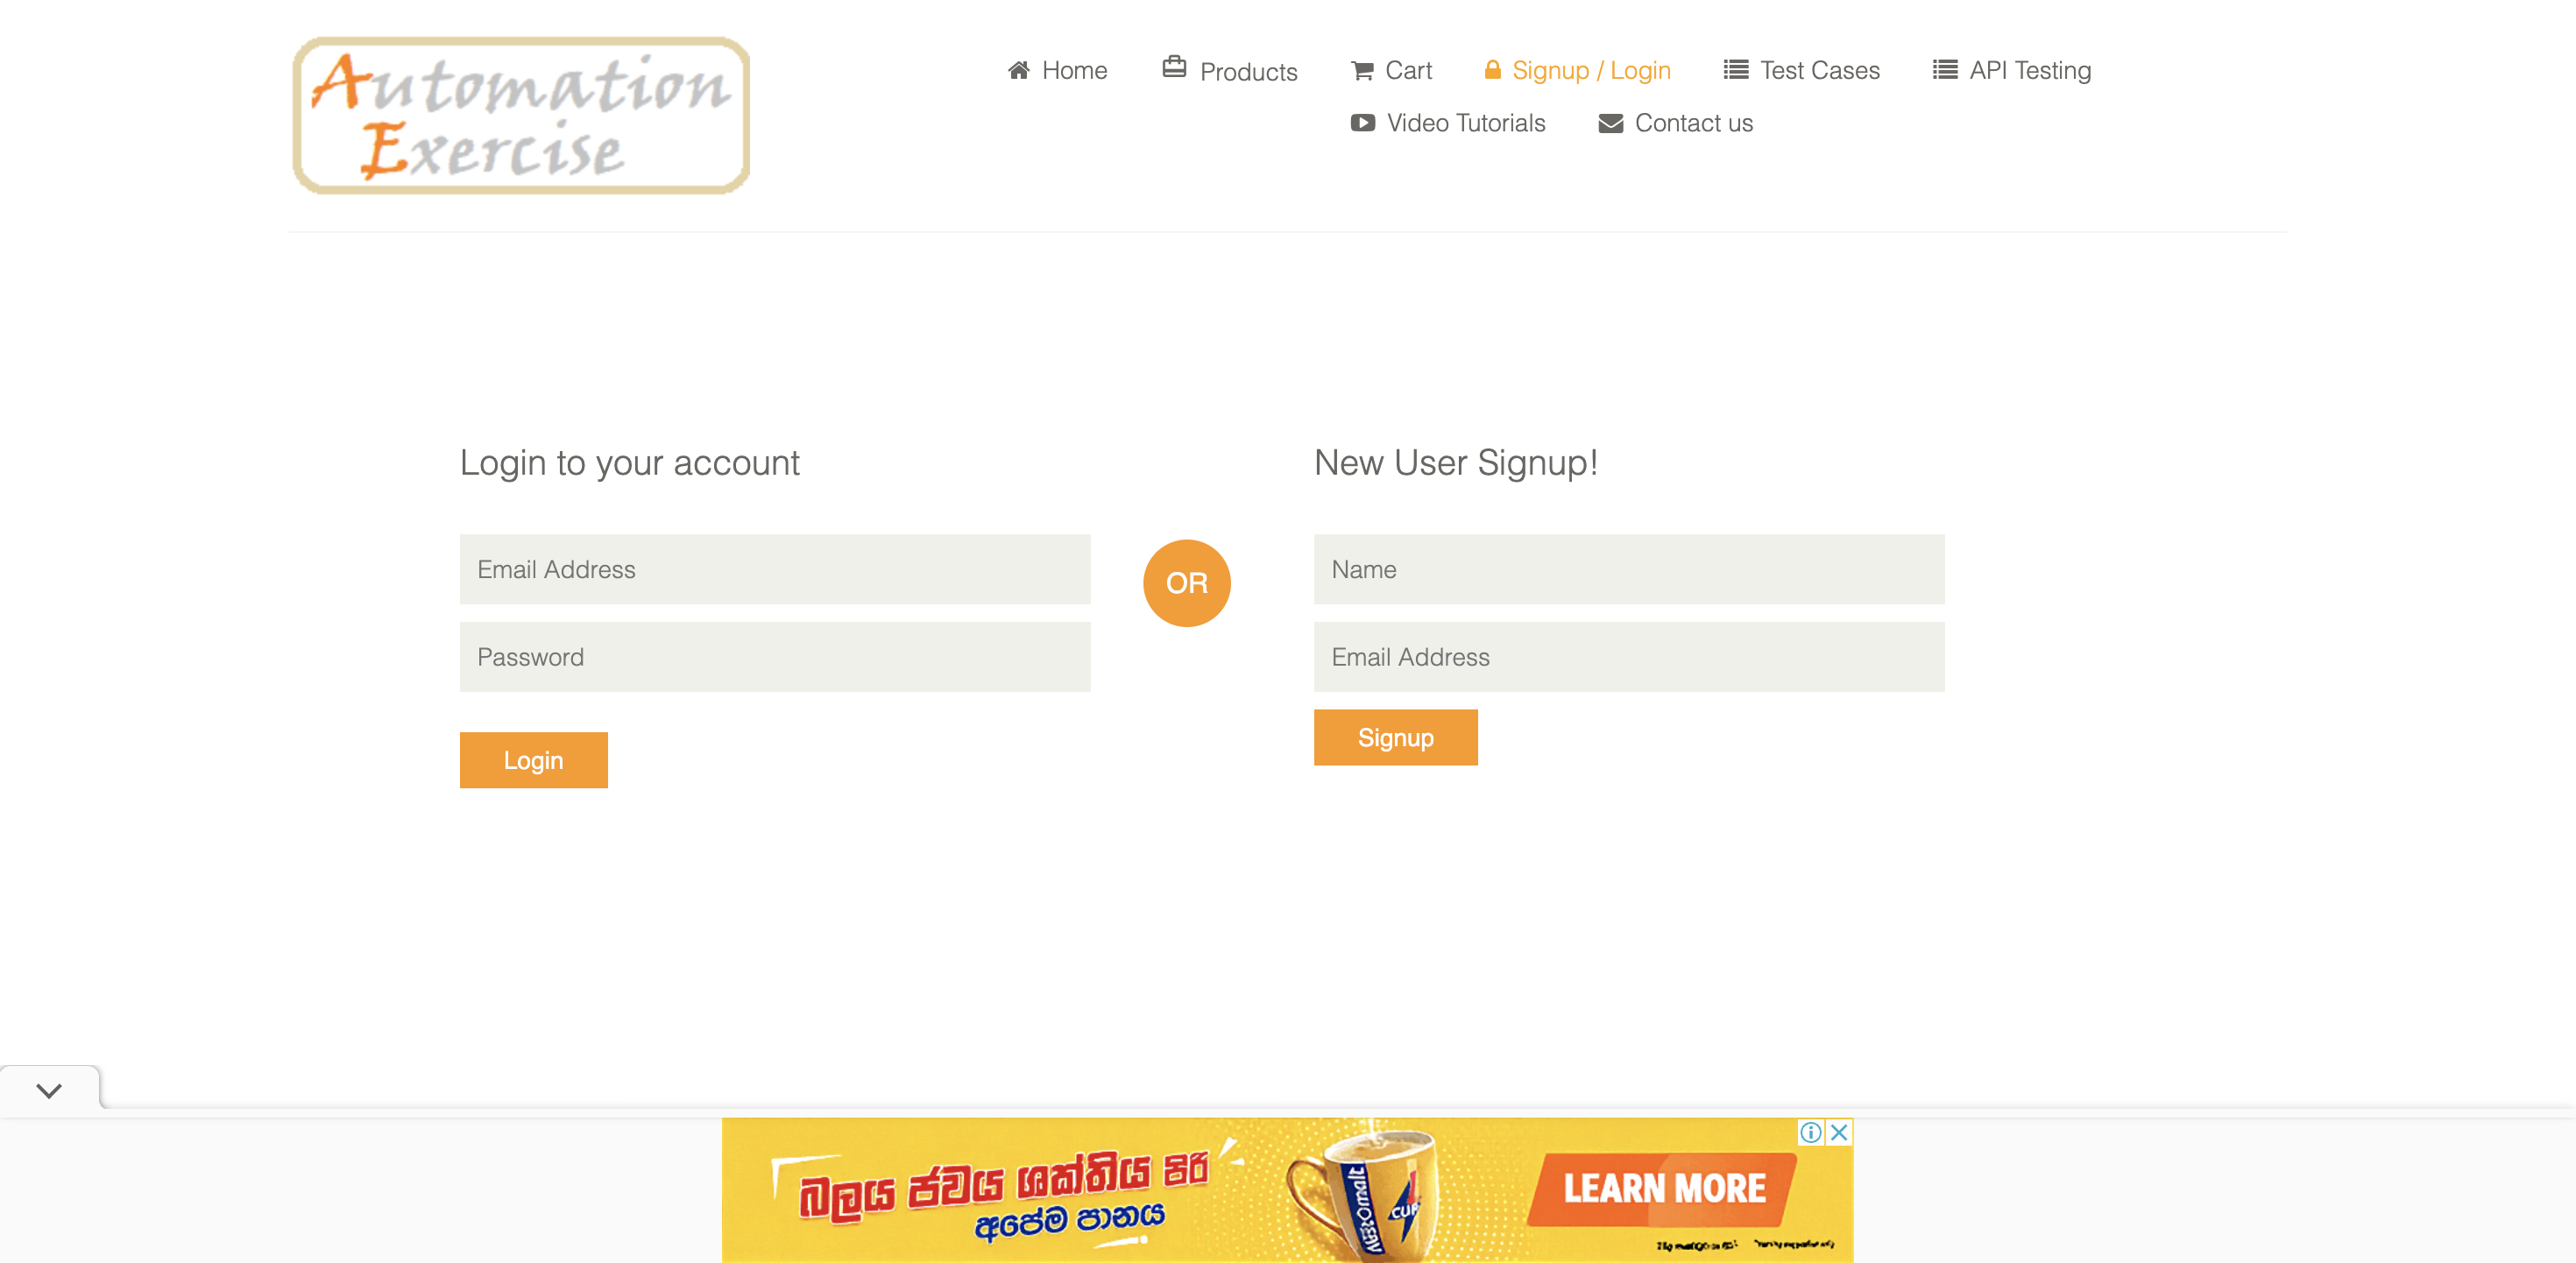 Automation
Exercise
Home
Products
Cart
Signup / Login
Test Cases
API Testing
Video Tutorials
Contact us
Login to your account
Email Address
Password
Login
OR
New User Signup!
Name
Email Address
Signup
බලය ජවය ශක්තිය පිරි
අපේම පානය
CUP
LEARN MORE